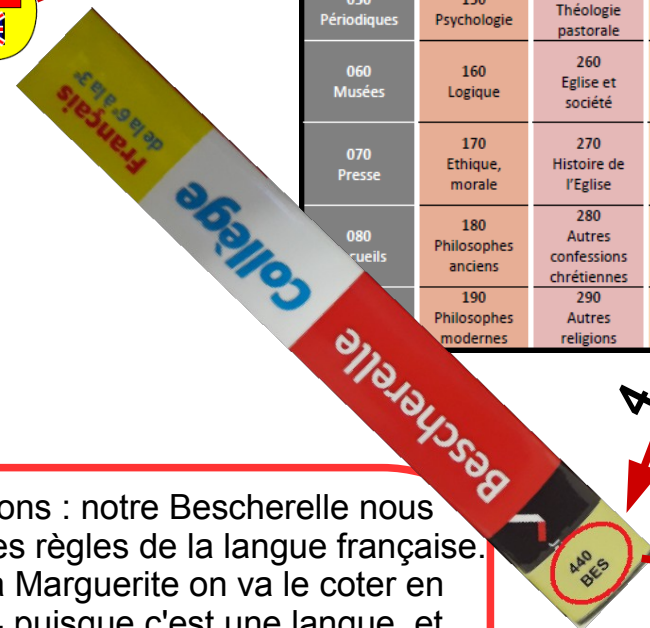 Périodiques
Psychologie
Théologie
pastorale
060
Musées
160
Logique
260
Eglise et
société
070
Presse
170
Ethique,
morale
270
Histoire de
l'Eglise
080
cueils
180
Philosophes
anciens
280
Autres
confessions
chrétiennes
190
Philosophes
modernes
290
Autres
religions
Français
de la 6e à la 3e
Collège
Bescherelle
440
BES
4
ons : notre Bescherelle nous
es règles de la langue française.
a Marguerite on va le coter en
puisque c'est une langue, et